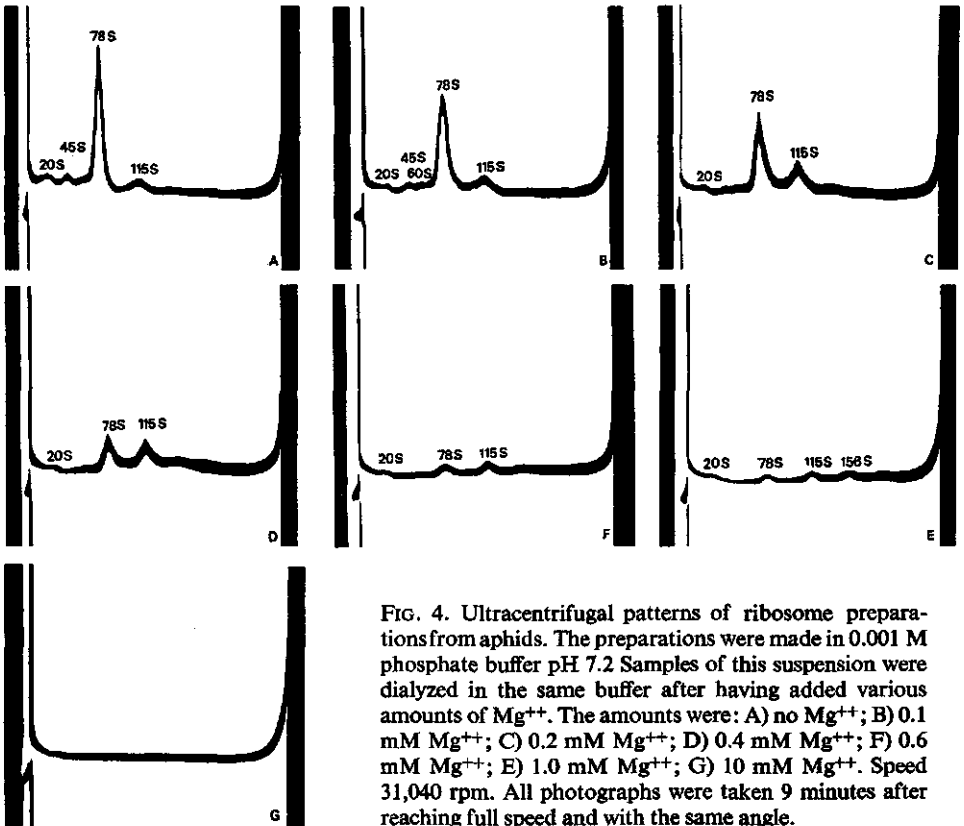 78S
45S
20S
115S
A
78S
45S
20S
60S
115S
B
78S
115S
20S
C
78S
115S
20S
D
20S
78S
115S
F
20S
78S
115S
156S
E
G
FIG. 4. Ultracentrifugal patterns of ribosome prepara-
tions from aphids. The preparations were made in 0.001 M
phosphate buffer pH 7.2 Samples of this suspension were
dialyzed in the same buffer after having added various
amounts of Mg++. The amounts were: A) no Mg++; B) 0.1
mM Mg++; C) 0.2 mM Mg++; D) 0.4 mM Mg++; F) 0.6
mM Mg++; E) 1.0 mM Mg++; G) 10 mM Mg++. Speed
31,040 rpm. All photographs were taken 9 minutes after
reaching full speed and with the same angle.